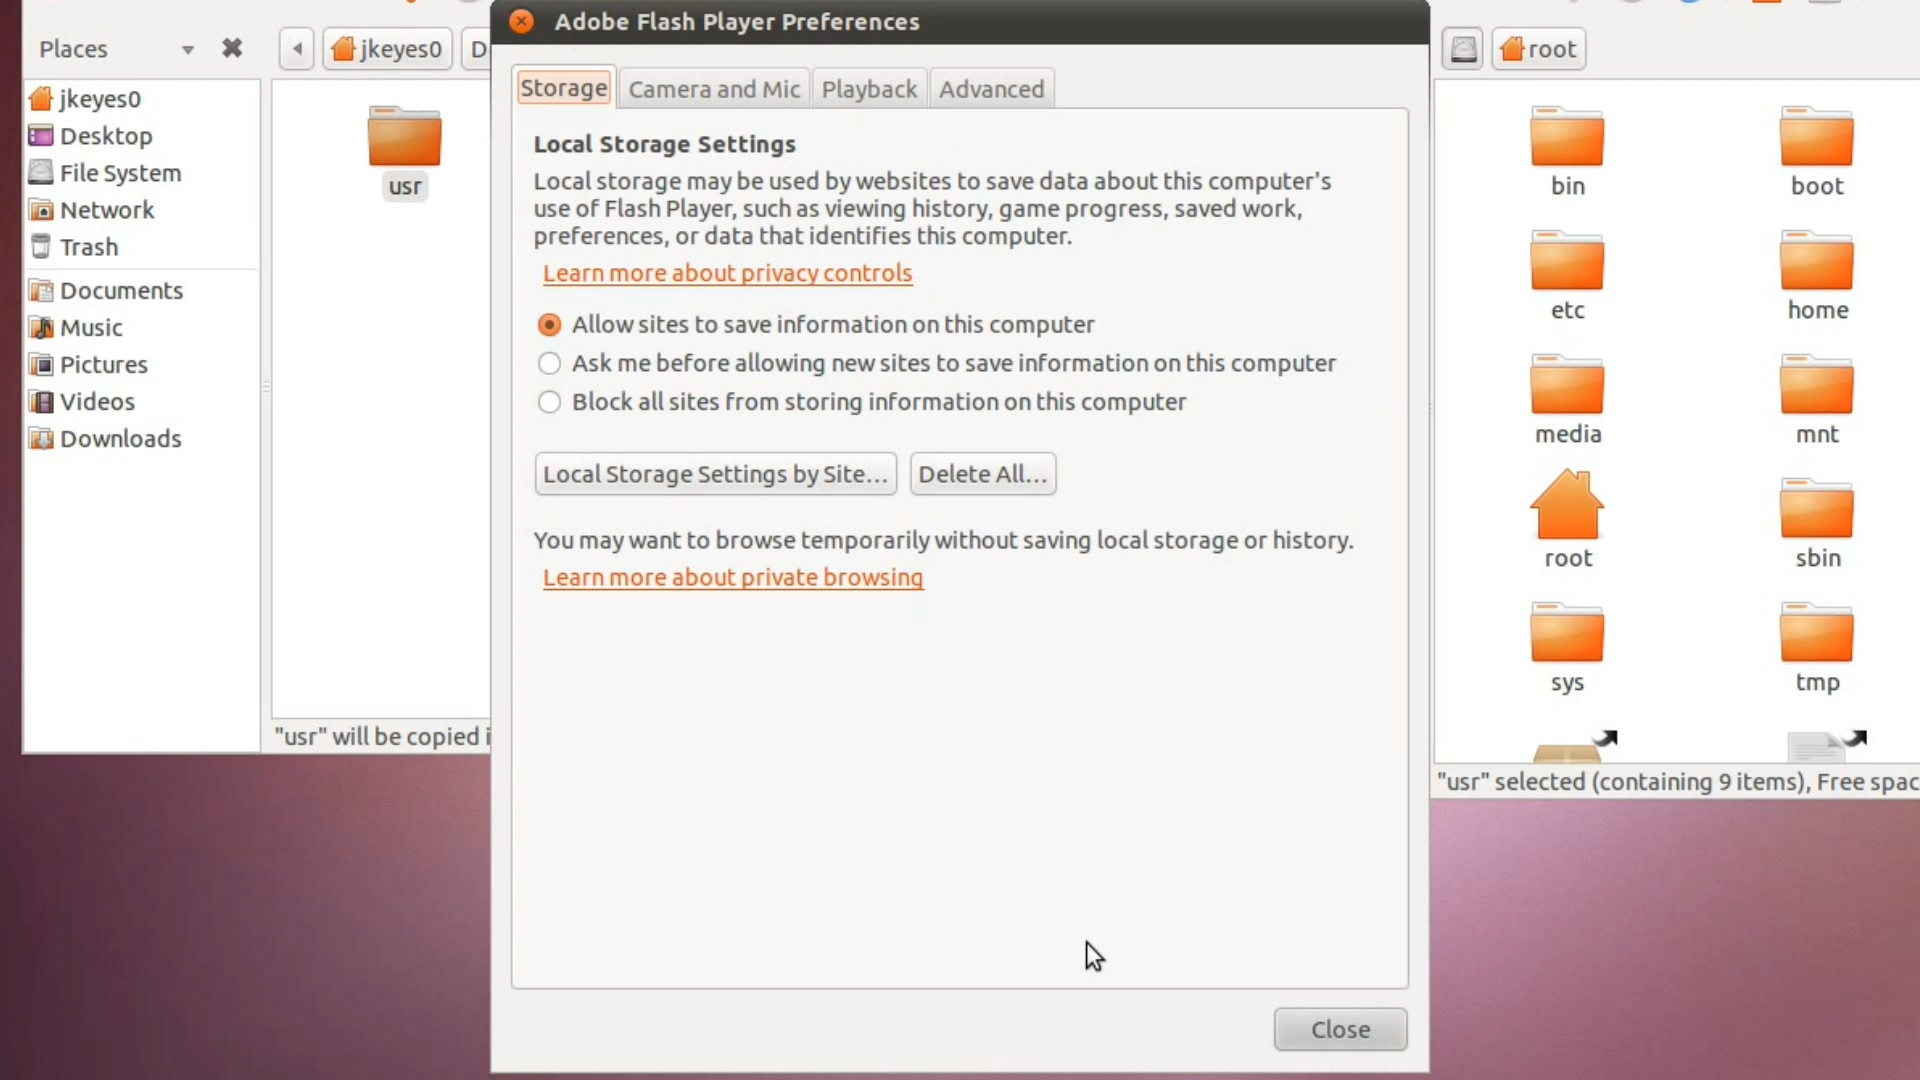 Places
jkeyes0
D
jkeyes0
Desktop
File System
Network
Trash
Documents
Music
Pictures
Videos
Downloads
usr
"usr" will be copied i
Adobe Flash Player Preferences
Storage
Camera and Mic
Playback
Advanced
Local Storage Settings
Local storage may be used by websites to save data about this computer's
use of Flash Player, such as viewing history, game progress, saved work,
preferences, or data that identifies this computer.
Learn more about privacy controls
Allow sites to save information on this computer
Ask me before allowing new sites to save information on this computer
Block all sites from storing information on this computer
Local Storage Settings by Site...
Delete All...
You may want to browse temporarily without saving local storage or history.
Learn more about private browsing
Close
root
bin
boot
etc
home
media
mnt
root
sbin
sys
tmp
"usr" selected (containing 9 items), Free spac